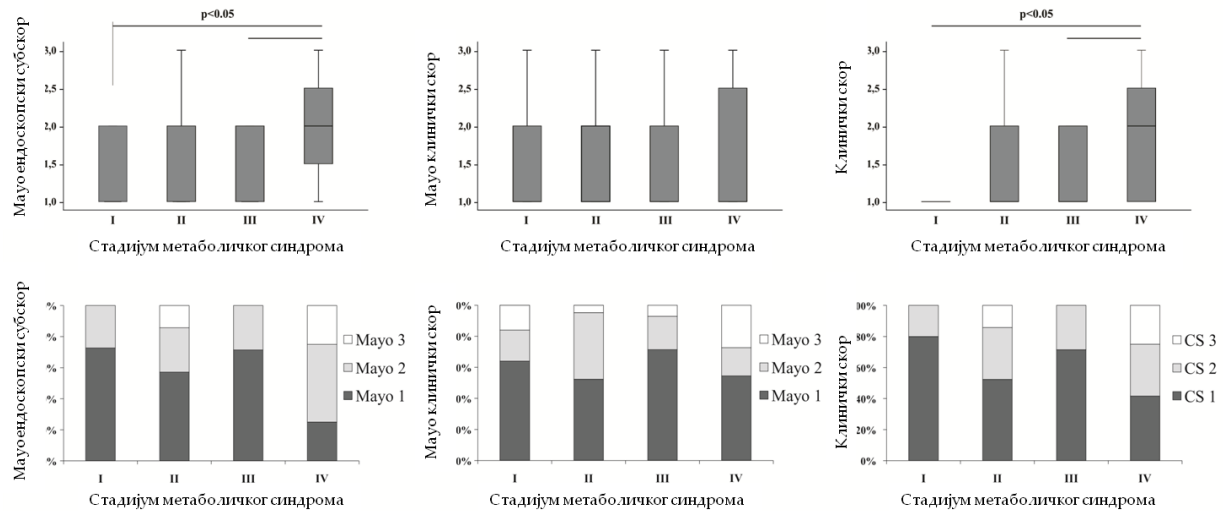 p<0.05
Мауо ендоскопски субскор
3,0
2,5
2,0
1,5
1,0
I II III IV
Стадијум метаболичког синдрома
Мауо клинички скор
3,0
2,5
2,0
1,5
1,0
I II III IV
Стадијум метаболичког синдрома
p<0.05
Клинички скор
3,0
2,5
2,0
1,5
1,0
I II III IV
Стадијум метаболичког синдрома
Мауо ендоскопски субскор
%
%
%
%
%
%
I II III IV
Mayo 3
Mayo 2
Mayo 1
Стадијум метаболичког синдрома
Мауо клинички скор
0%
0%
0%
0%
0%
0%
I II III IV
Mayo 3
Mayo 2
Mayo 1
Стадијум метаболичког синдрома
Клинички скор
00%
80%
60%
40%
20%
0%
I II III IV
CS 3
CS 2
CS 1
Стадијум метаболичког синдрома